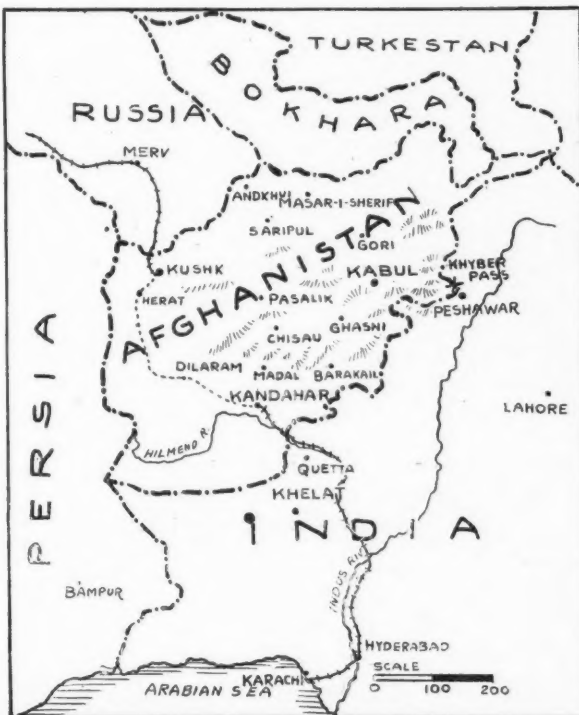 TURKESTAN
BOKHARA
RUSSIA
MERV
ANDKHUI
MASAR-I-SHERIF
SARIPUL
GORI
AFGHANISTAN
KUSHK
KABUL
KHYBER
PASS
HERAT
PASALIK
PESHAWAR
GHASNI
CHISAU
DILARAM
MADAL
BARAKAIL
KANDAHAR
LAHORE
HILMEND R.
PERSIA
QUETTA
KHELAT
INDIA
BAMPUR
INDUS RIV
HYDERABAD
SCALE
KARACHI
ARABIAN SEA
0 100 200